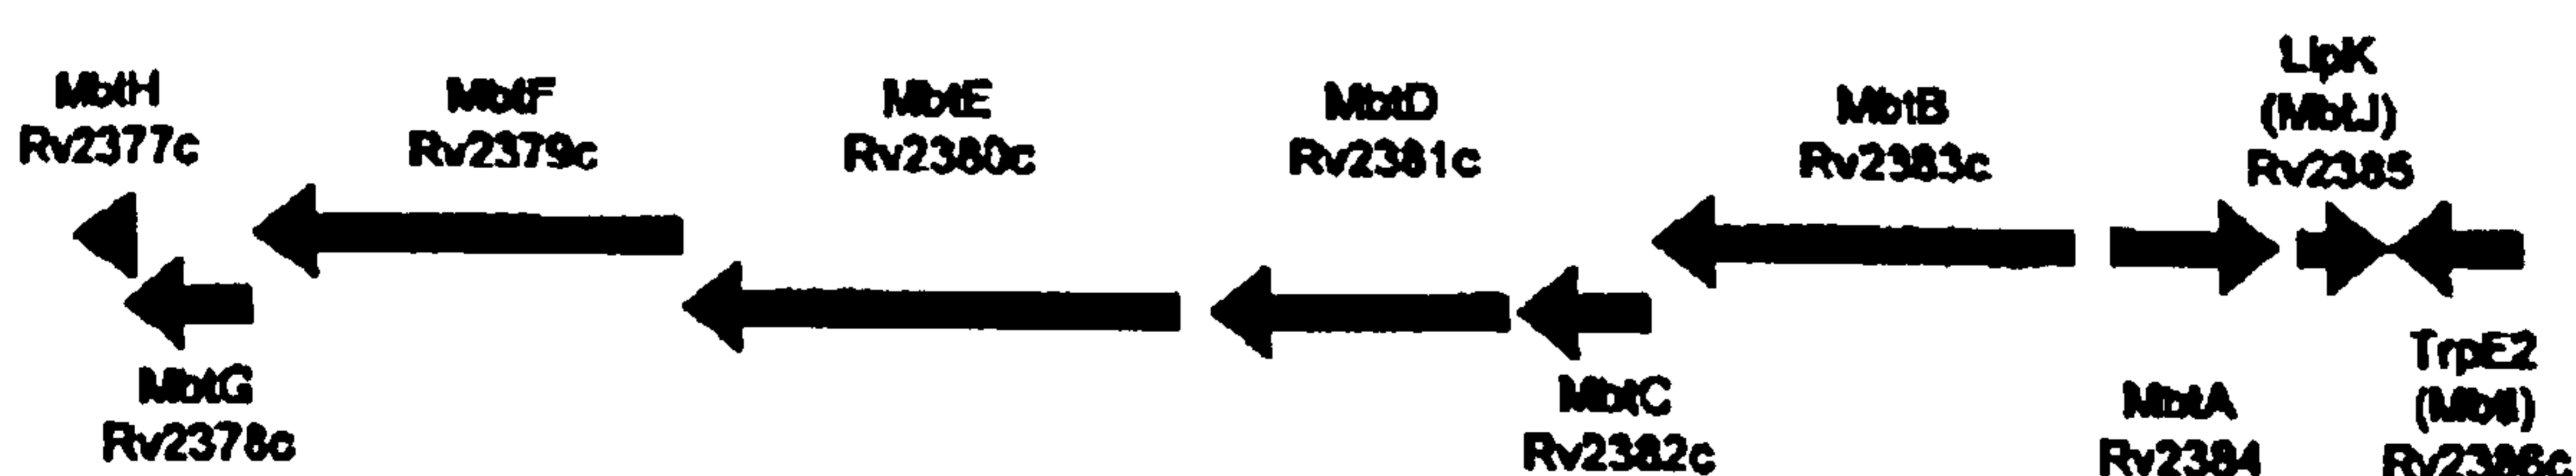 MbtH
Rv2377c
MbtF
Rv2379c
MbtE
Rv2380c
MbtD
Rv2381c
MbtB
Rv2383c
LipK
(MbtJ)
Rv2385
MbtG
Rv2378c
MbtC
Rv2382c
MbtA
Rv2384
TrpE2
(MbtI)
Rv2386c